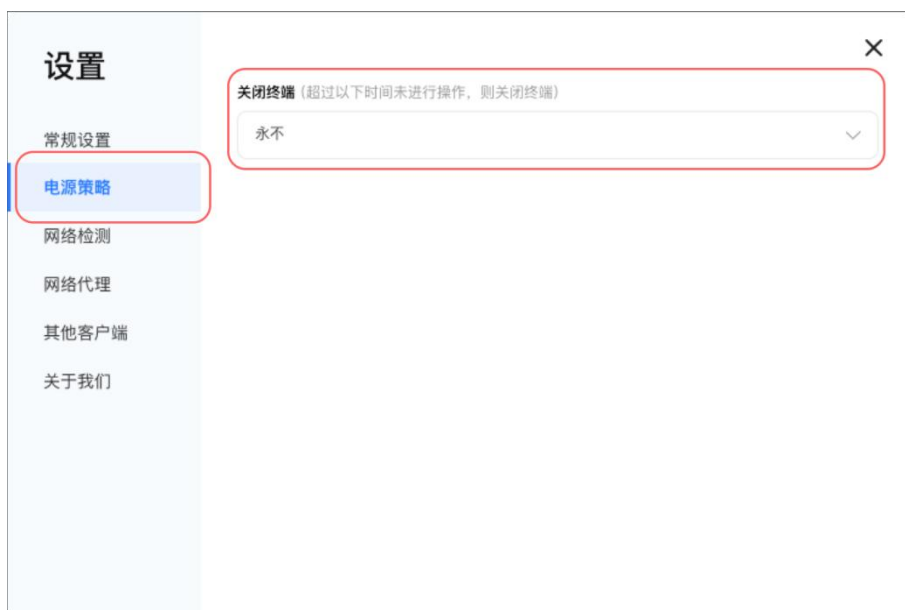 设置
常规设置
电源策略
网络检测
网络代理
其他客户端
关于我们
关闭终端 (超过以下时间未进行操作，则关闭终端)
永不